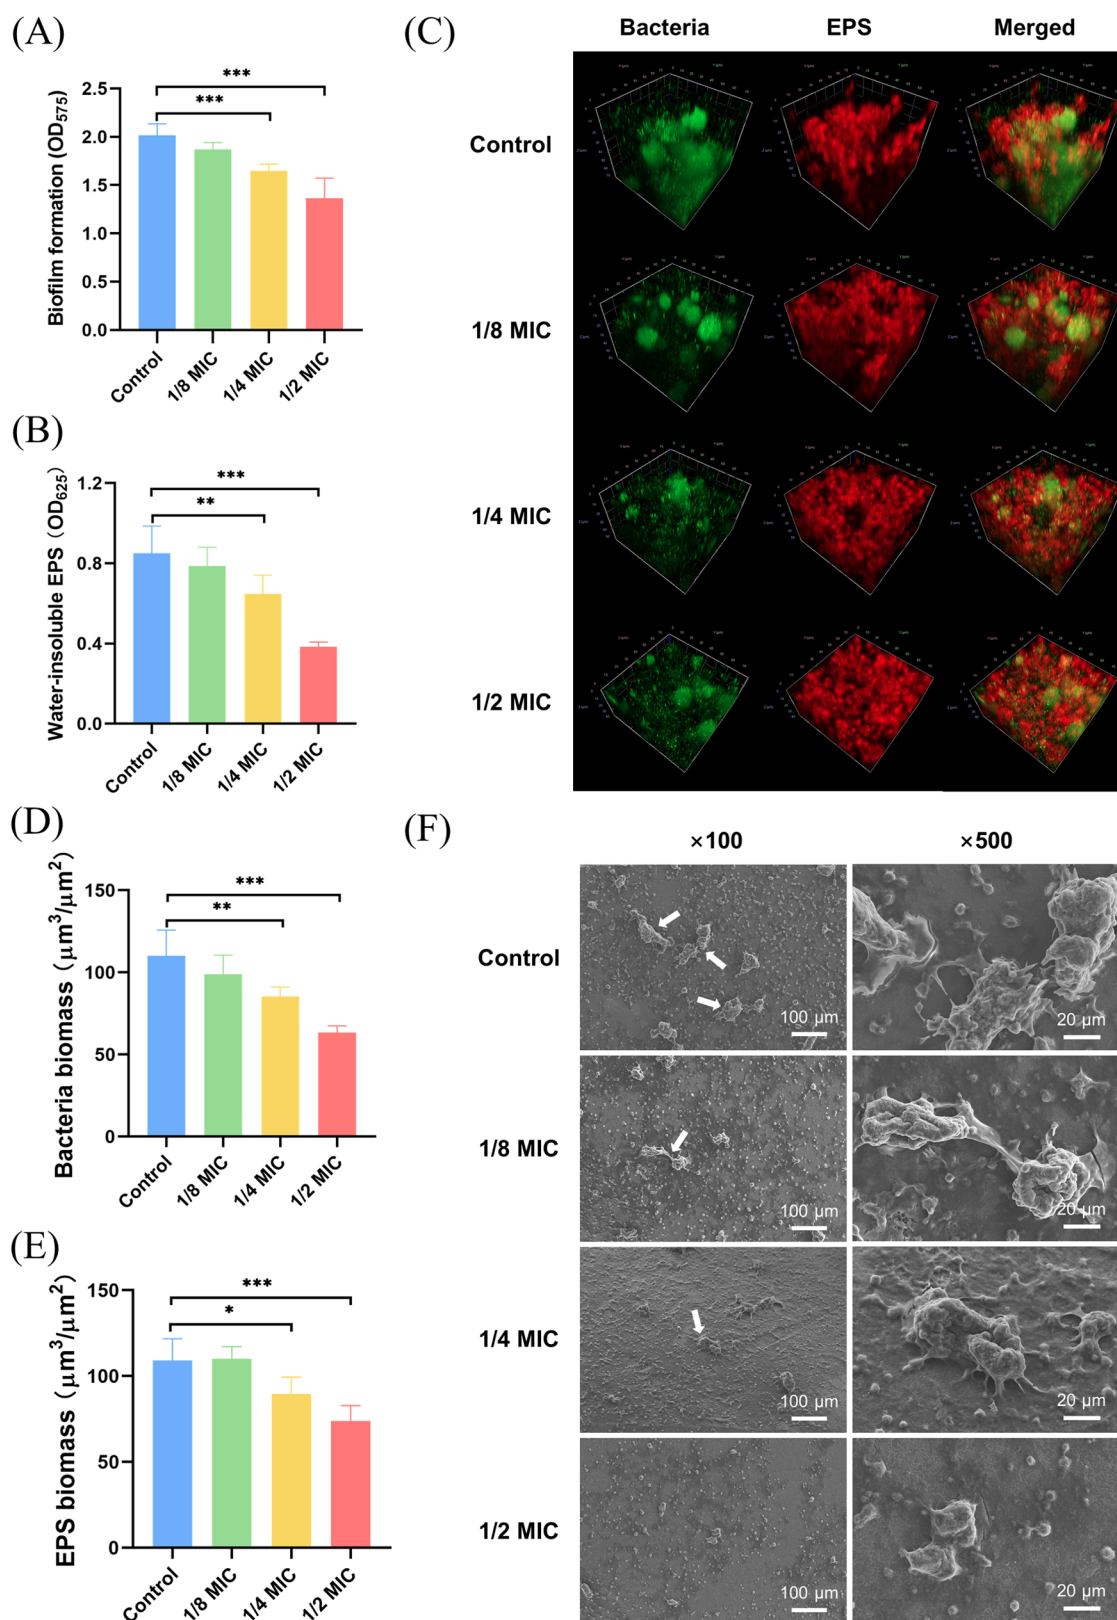 (A)
Biofilm formation (OD575)
2.5
2.0
1.5
1.0
0.5
0.0
***
***
Control
1/8 MIC
1/4 MIC
1/2 MIC
(B)
Water-insoluble EPS (OD625)
1.2
0.8
0.4
0.0
***
**
Control
1/8 MIC
1/4 MIC
1/2 MIC
(C)
Bacteria EPS Merged
Control
1/8 MIC
1/4 MIC
1/2 MIC
(D)
Bacteria biomass (μm³/μm²)
150
100
50
0
***
**
Control
1/8 MIC
1/4 MIC
1/2 MIC
(E)
EPS biomass (μm³/μm²)
150
100
50
0
***
*
Control
1/8 MIC
1/4 MIC
1/2 MIC
(F)
×100 ×500
Control
100 μm
20 μm
1/8 MIC
100 μm
20 μm
1/4 MIC
100 μm
20 μm
1/2 MIC
100 μm
20 μm